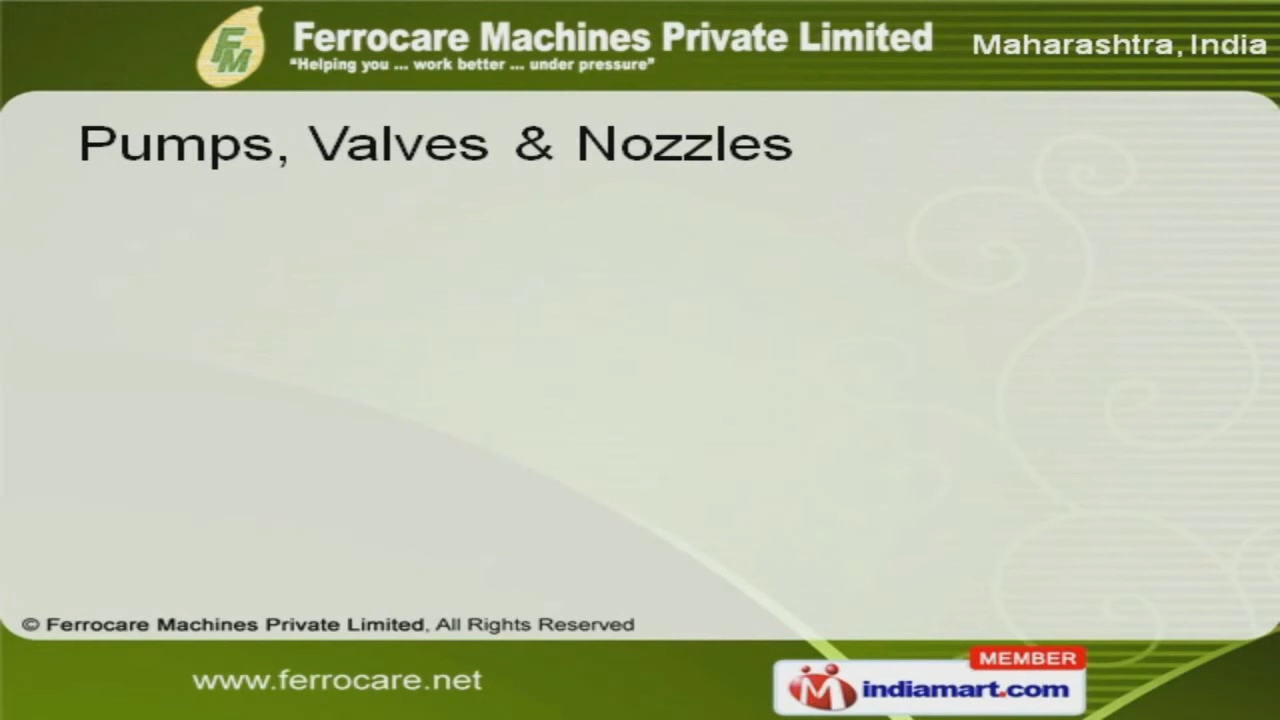 FM
Ferrocare Machines Private Limited
"Helping you ... work better ... under pressure"
Maharashtra, India
Pumps, Valves & Nozzles
© Ferrocare Machines Private Limited, All Rights Reserved
www.ferrocare.net
MEMBER
indiamart.com